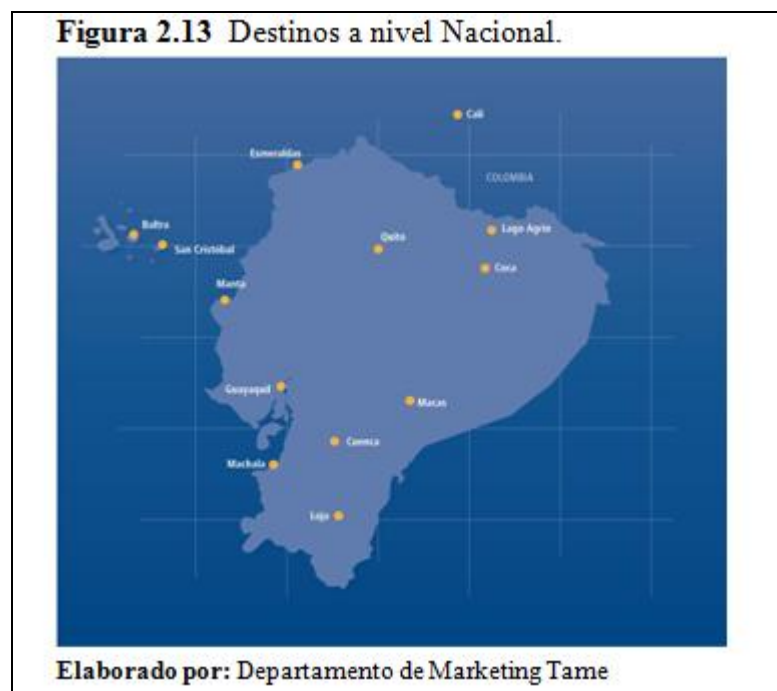 Figura 2.13 Destinos a nivel Nacional.
Cali
Esmeraldas
COLOMBIA
Baltra
Lago Agrio
San Cristóbal
Quito
Coca
Manta
Guayaquil
Macas
Cuenca
Machala
Loja
Elaborado por: Departamento de Marketing Tame